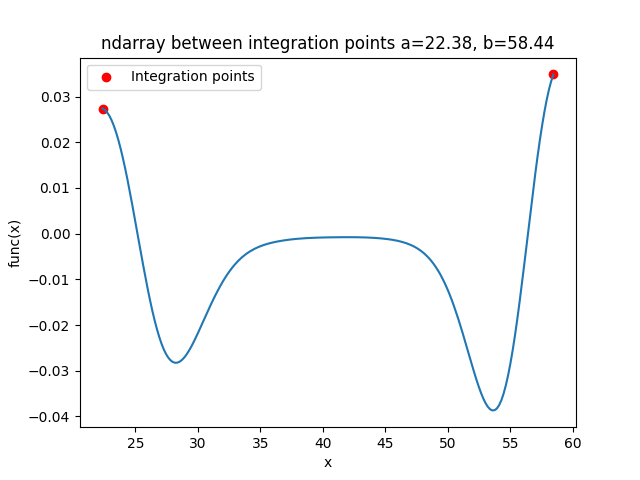 ndarray between integration points a=22.38, b=58.44
Integration points
0.03
0.02
0.01
0.00
−0.01
−0.02
−0.03
−0.04
func(x)
25 30 35 40 45 50 55 60
x